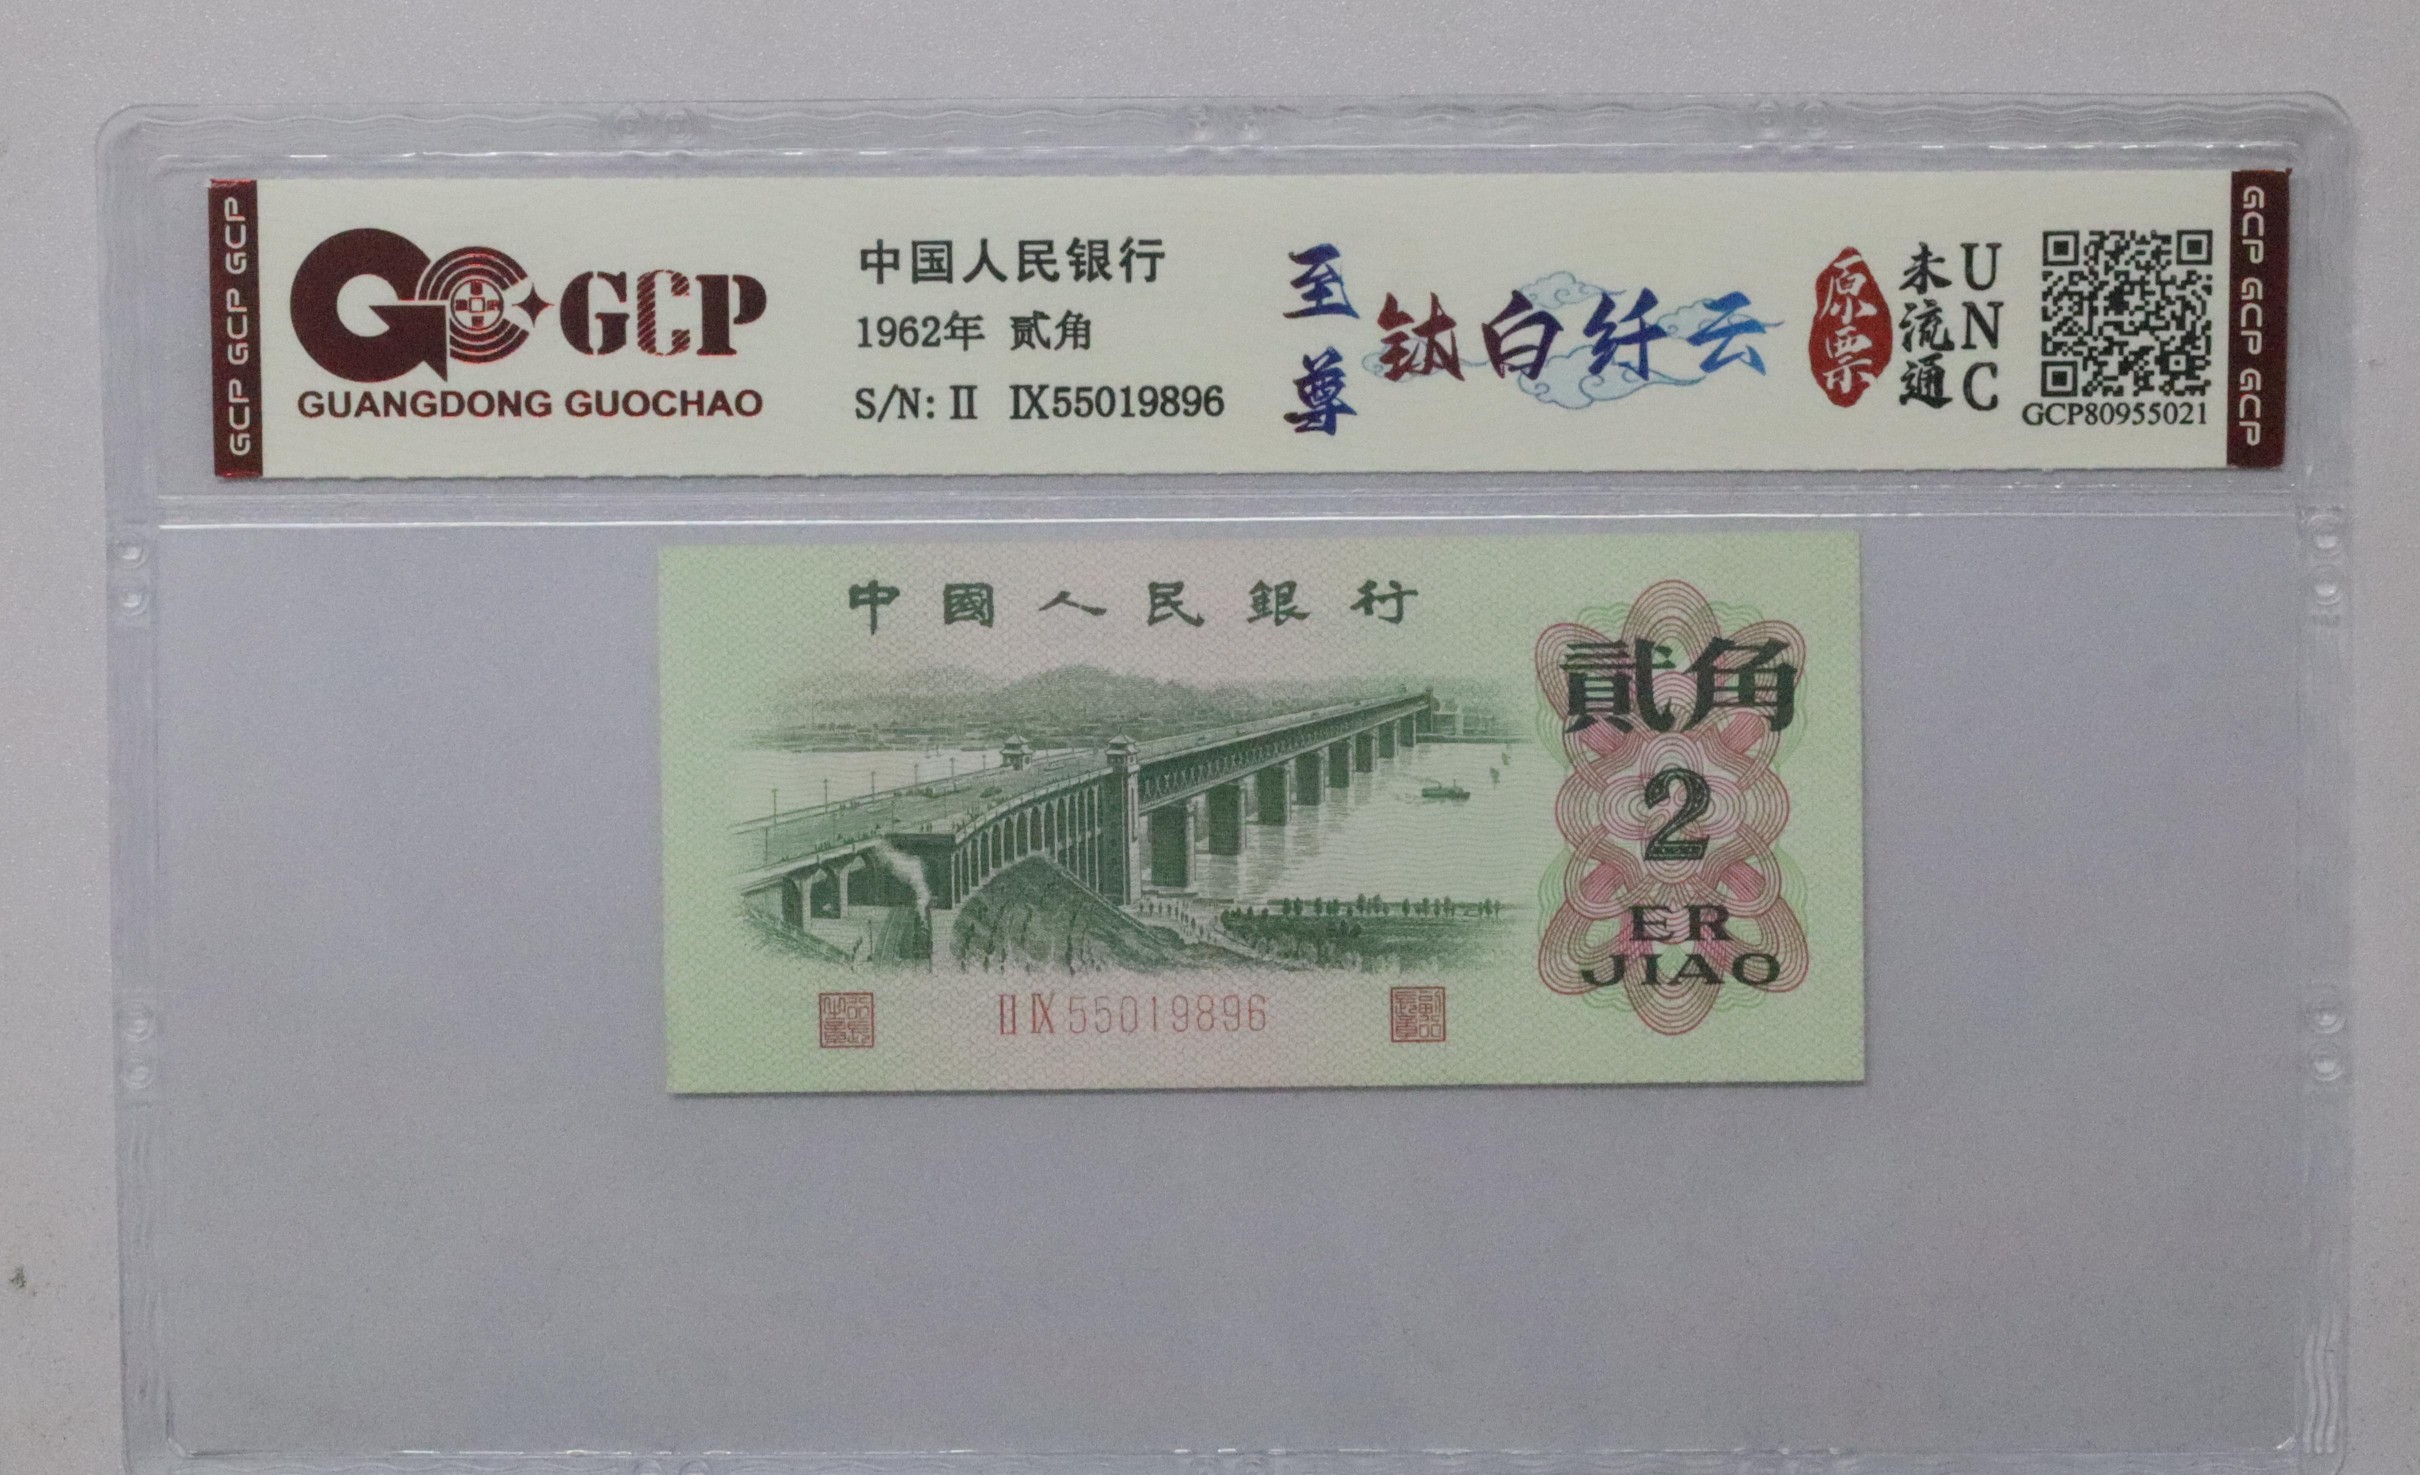 GCP GCP GCP
GCP
GUANGDONG GUOCHAO
中国人民银行
1962年 贰角
S/N: Ⅱ Ⅸ55019896
至尊
钛白纤云
原票
未流通
UNC
GCP80955021
GCP GCP GCP
中國人民銀行
貳角
2
ER
JIAO
ⅡⅨ55019896